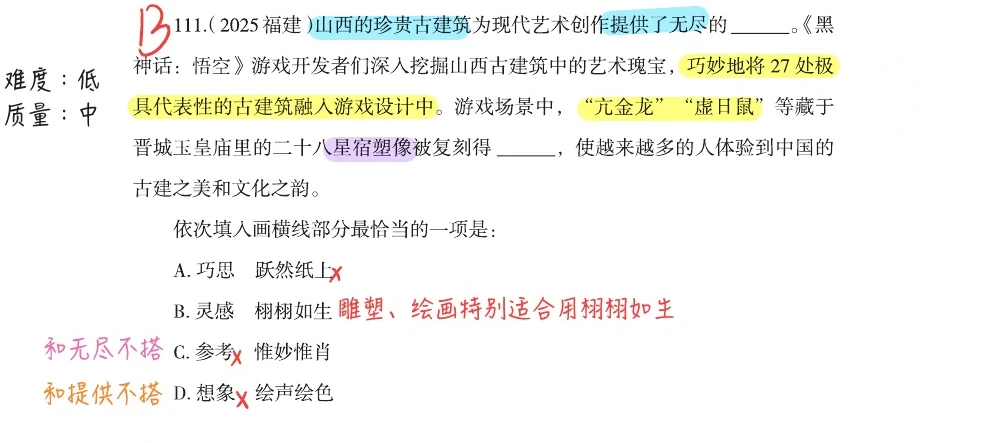 B 111.(2025福建)山西的珍贵古建筑为现代艺术创作提供了无尽的______。《黑
难度：低
神话：悟空》游戏开发者们深入挖掘山西古建筑中的艺术瑰宝，巧妙地将27处极
质量：中
具代表性的古建筑融入游戏设计中。游戏场景中，“亢金龙”“虚日鼠”等藏于
晋城玉皇庙里的二十八星宿塑像被复刻得______，使越来越多的人体验到中国的
古建之美和文化之韵。
依次填入画横线部分最恰当的一项是：
A. 巧思 跃然纸上x
B. 灵感 栩栩如生 雕塑、绘画特别适合用栩栩如生
和无尽不搭 C. 参考x 惟妙惟肖
和提供不搭 D. 想象x 绘声绘色